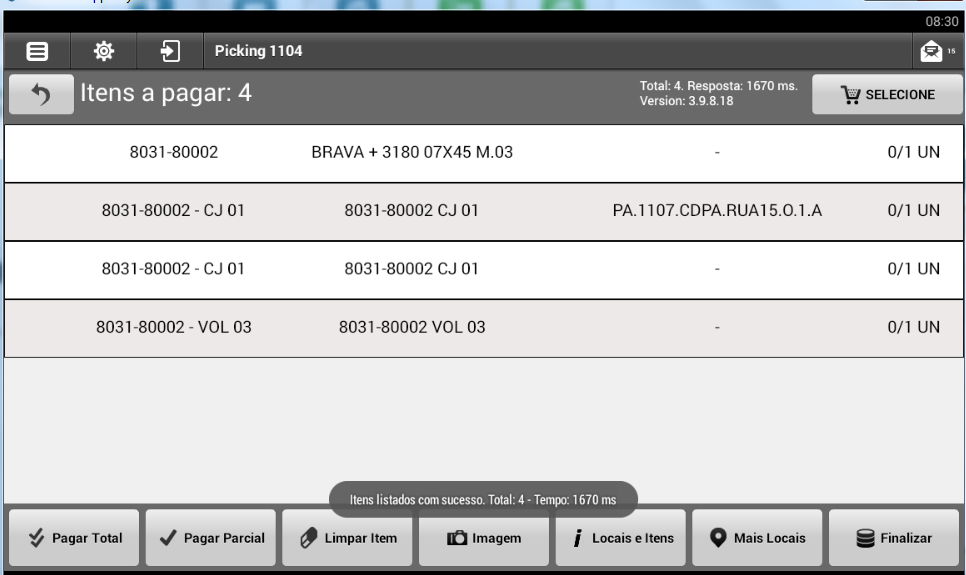 08:30
Picking 1104
15
Itens a pagar: 4
Total: 4. Resposta: 1670 ms.
Version: 3.9.8.18
SELECIONE
8031-80002 BRAVA + 3180 07X45 M.03 - 0/1 UN
8031-80002 - CJ 01 8031-80002 CJ 01 PA.1107.CDPA.RUA15.O.1.A 0/1 UN
8031-80002 - CJ 01 8031-80002 CJ 01 - 0/1 UN
8031-80002 - VOL 03 8031-80002 VOL 03 - 0/1 UN
Itens listados com sucesso. Total: 4 - Tempo: 1670 ms
Pagar Total Pagar Parcial Limpar Item Imagem Locais e Itens Mais Locais Finalizar